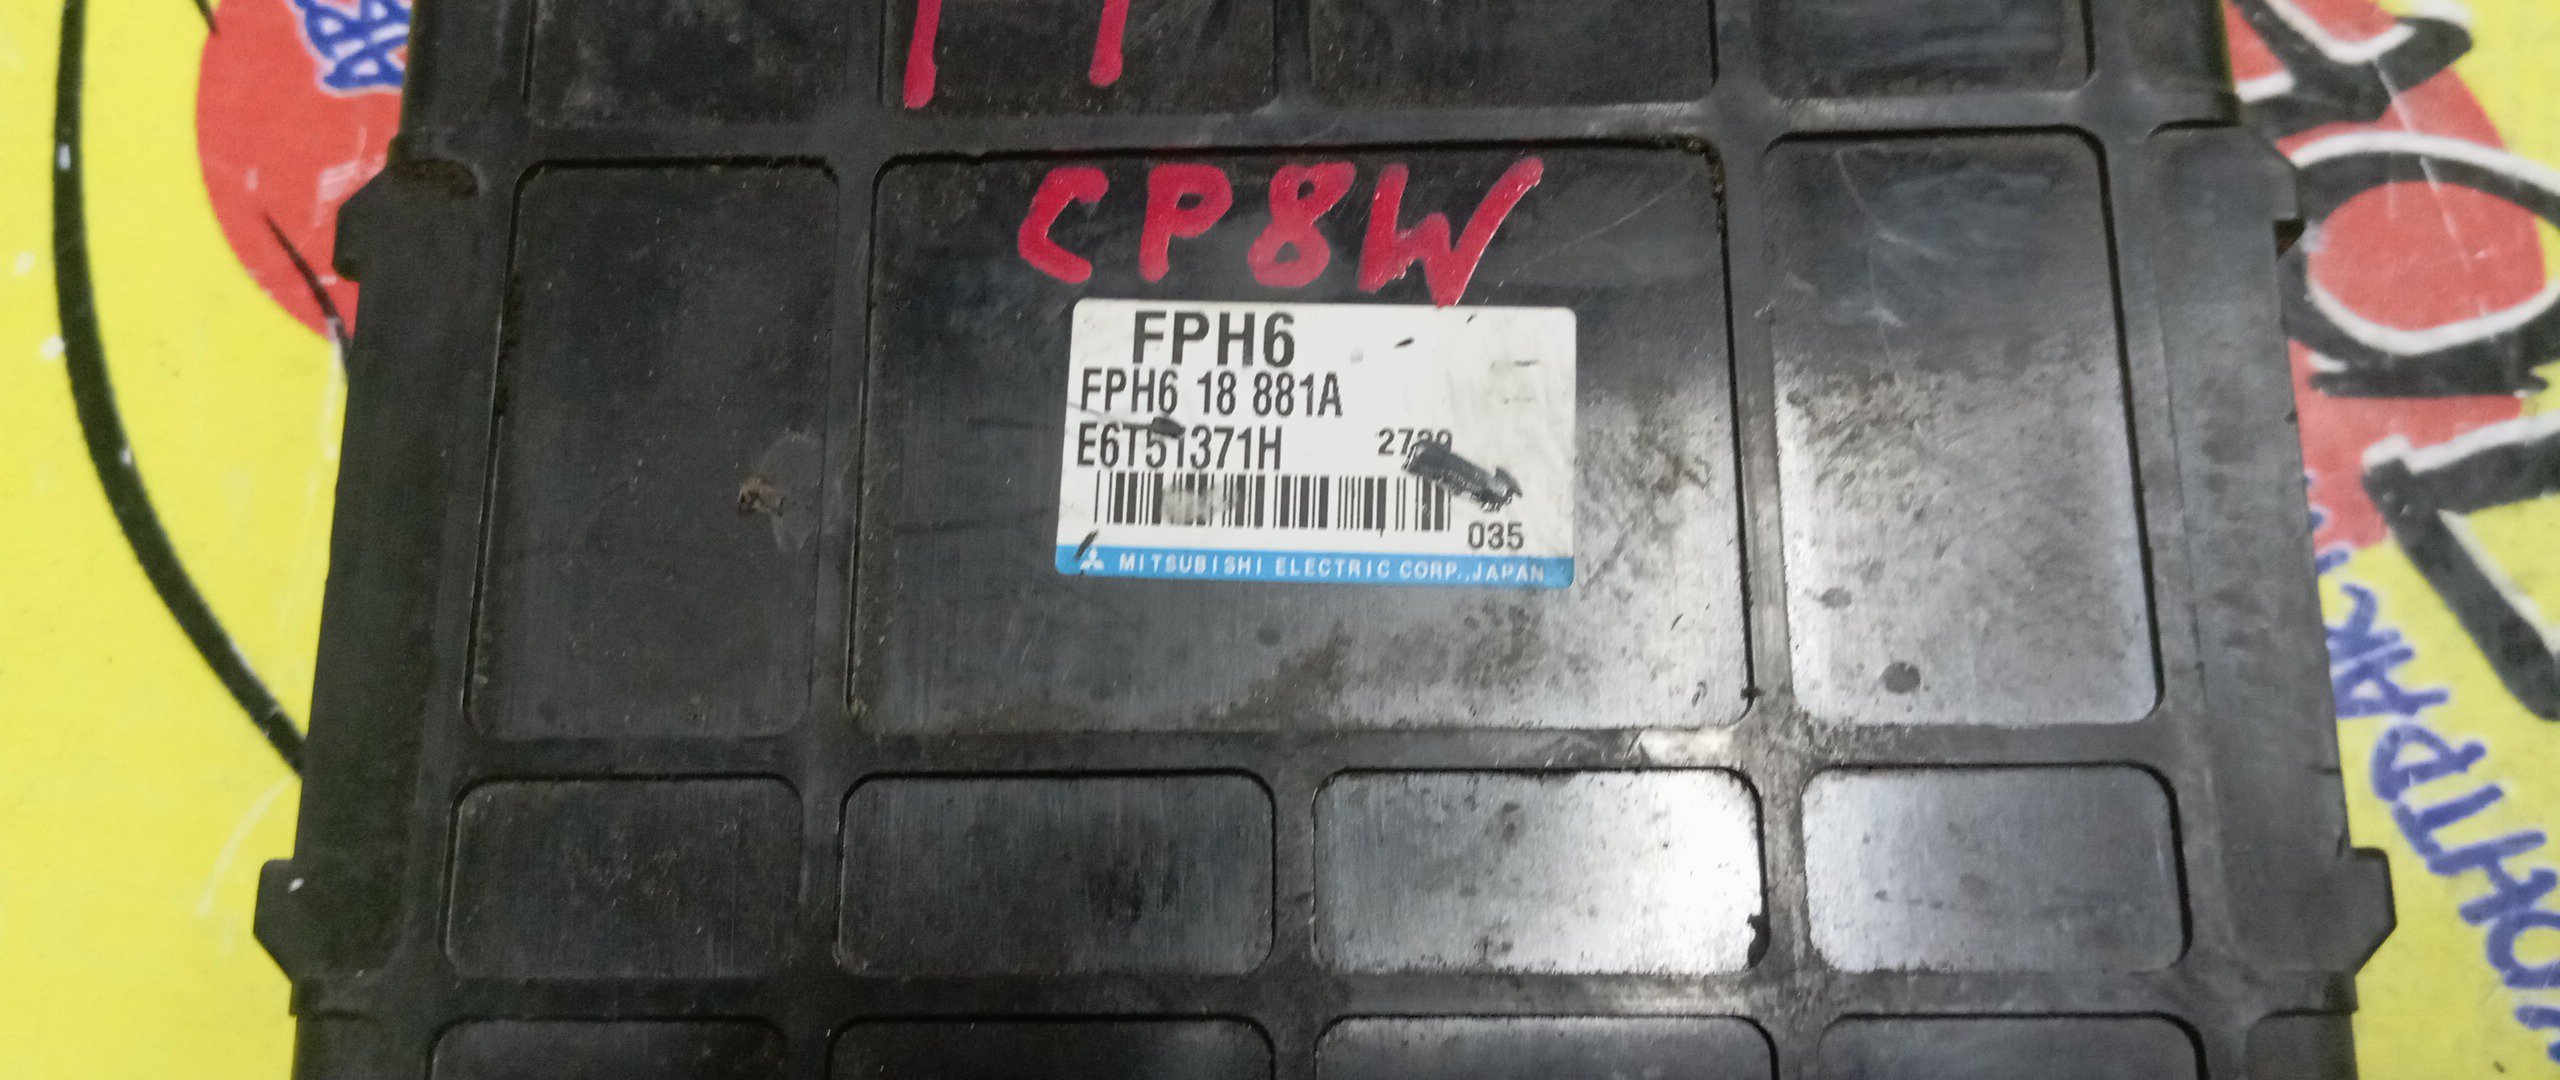 CP8W
FPH6
FPH6 18 881A
E6T51371H
035
MITSUBISHI ELECTRIC CORP., JAPAN